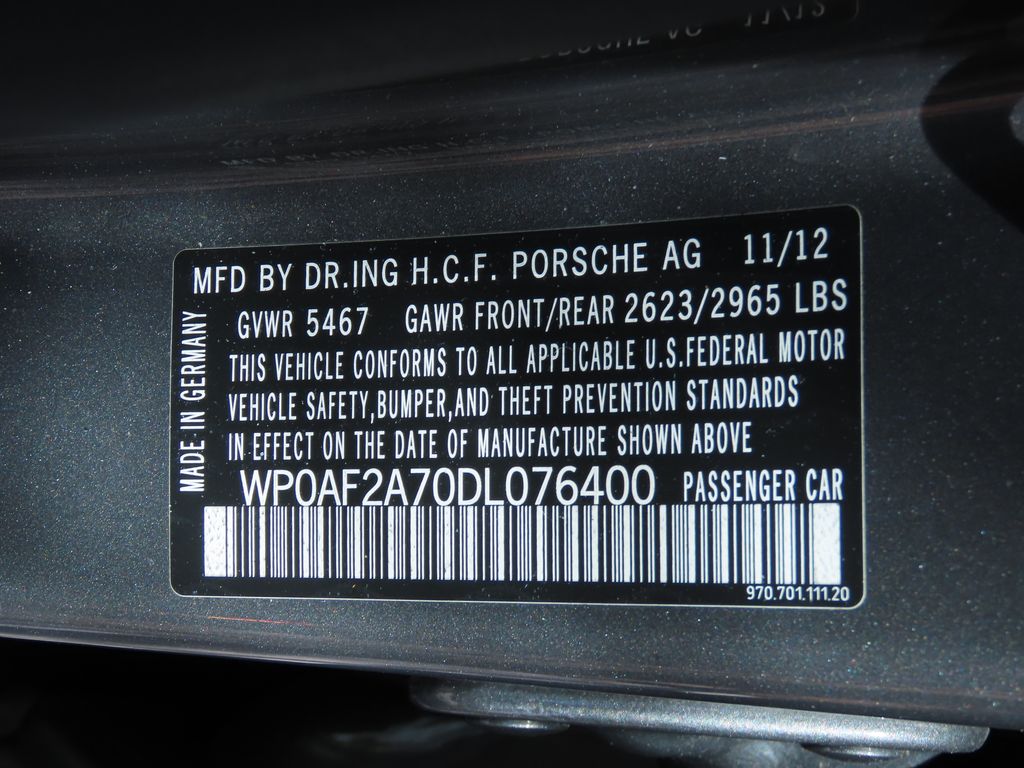 MFD BY DR.ING H.C.F. PORSCHE AG 11/12
GVWR 5467 GAWR FRONT/REAR 2623/2965 LBS
THIS VEHICLE CONFORMS TO ALL APPLICABLE U.S.FEDERAL MOTOR
VEHICLE SAFETY,BUMPER,AND THEFT PREVENTION STANDARDS
IN EFFECT ON THE DATE OF MANUFACTURE SHOWN ABOVE
WP0AF2A70DL076400 PASSENGER CAR
970.701.111.20
MADE IN GERMANY